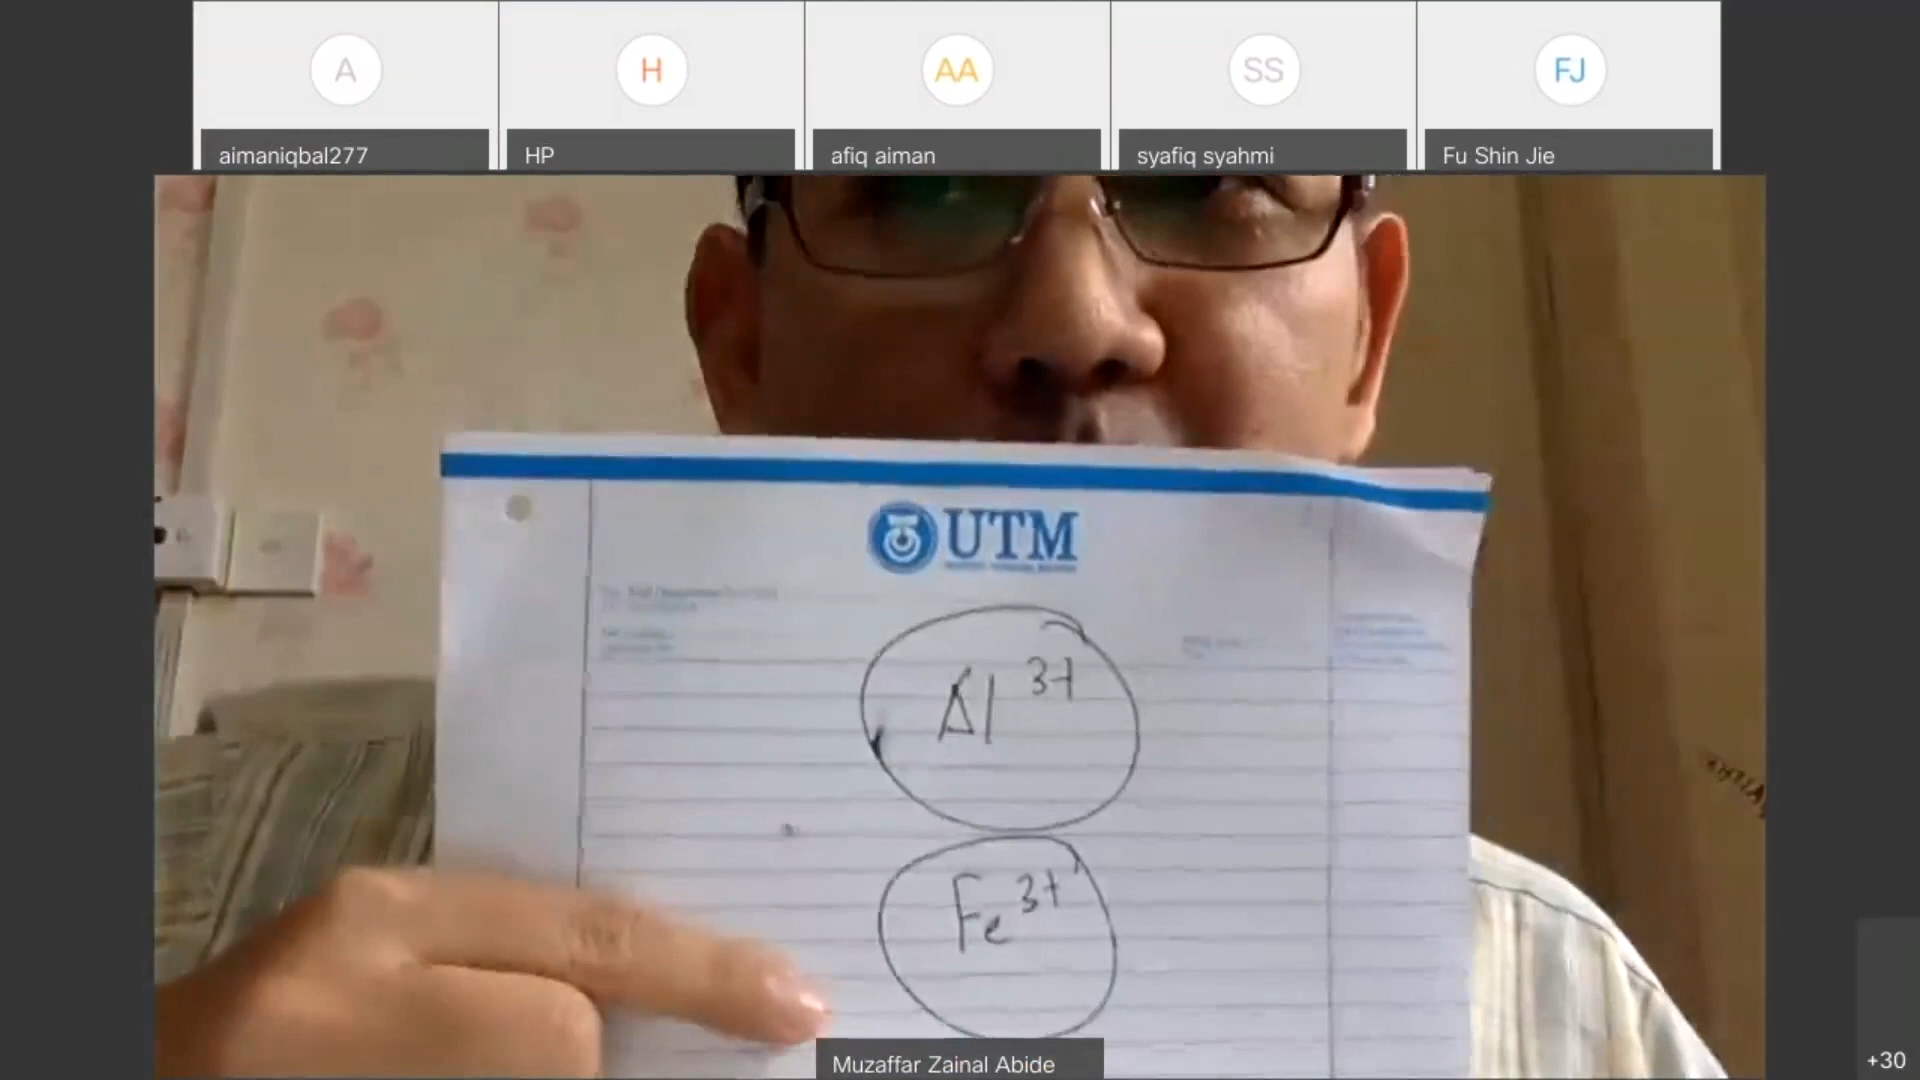 A
H
AA
SS
FJ
aimaniqbal277
HP
afiq aiman
syafiq syahmi
Fu Shin Jie
UTM
Al 3+
Fe 3+
Muzaffar Zainal Abide
+30